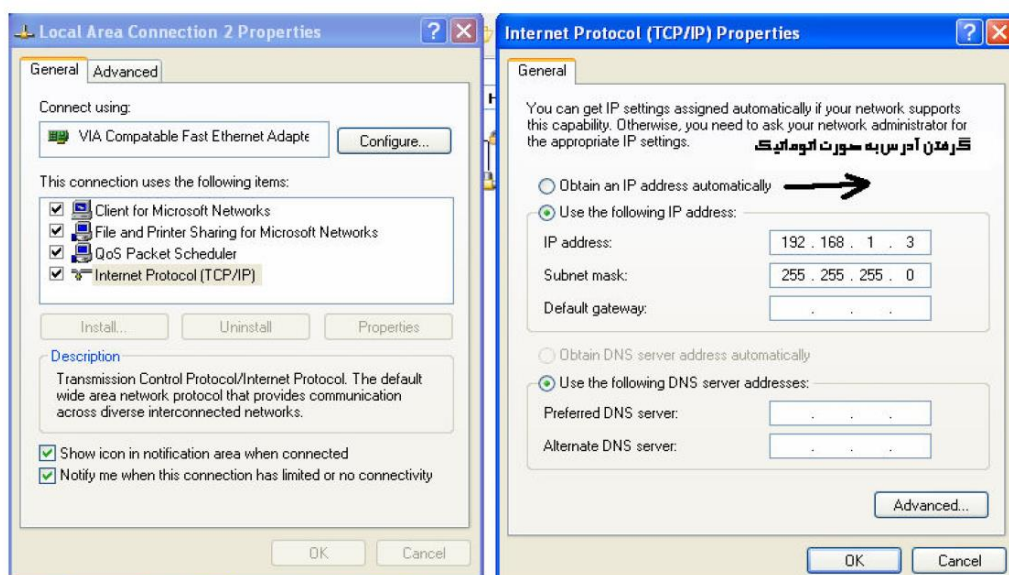 Local Area Connection 2 Properties
General
Advanced
Connect using:
VIA Compatable Fast Ethernet Adapte
Configure...
This connection uses the following items:
Client for Microsoft Networks
File and Printer Sharing for Microsoft Networks
QoS Packet Scheduler
Internet Protocol (TCP/IP)
Install...
Uninstall
Properties
Description
Transmission Control Protocol/Internet Protocol. The default
wide area network protocol that provides communication
across diverse interconnected networks.
Show icon in notification area when connected
Notify me when this connection has limited or no connectivity
OK
Cancel
Internet Protocol (TCP/IP) Properties
General
You can get IP settings assigned automatically if your network supports
this capability. Otherwise, you need to ask your network administrator for
the appropriate IP settings.
گرفتن آدرس به صورت اتوماتیک
Obtain an IP address automatically
Use the following IP address:
IP address:
192 . 168 . 1 . 3
Subnet mask:
255 . 255 . 255 . 0
Default gateway:
. . .
Obtain DNS server address automatically
Use the following DNS server addresses:
Preferred DNS server:
. . .
Alternate DNS server:
. . .
Advanced...
OK
Cancel